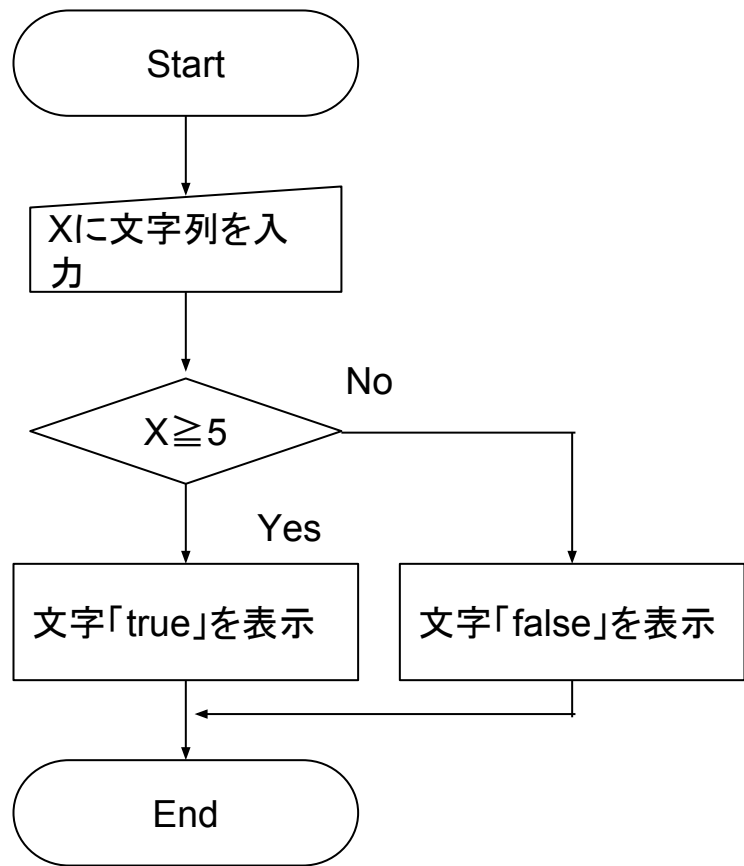 Start
Xに文字列を入
力
No
X≧5
Yes
文字｢true｣を表示
文字｢false｣を表示
End